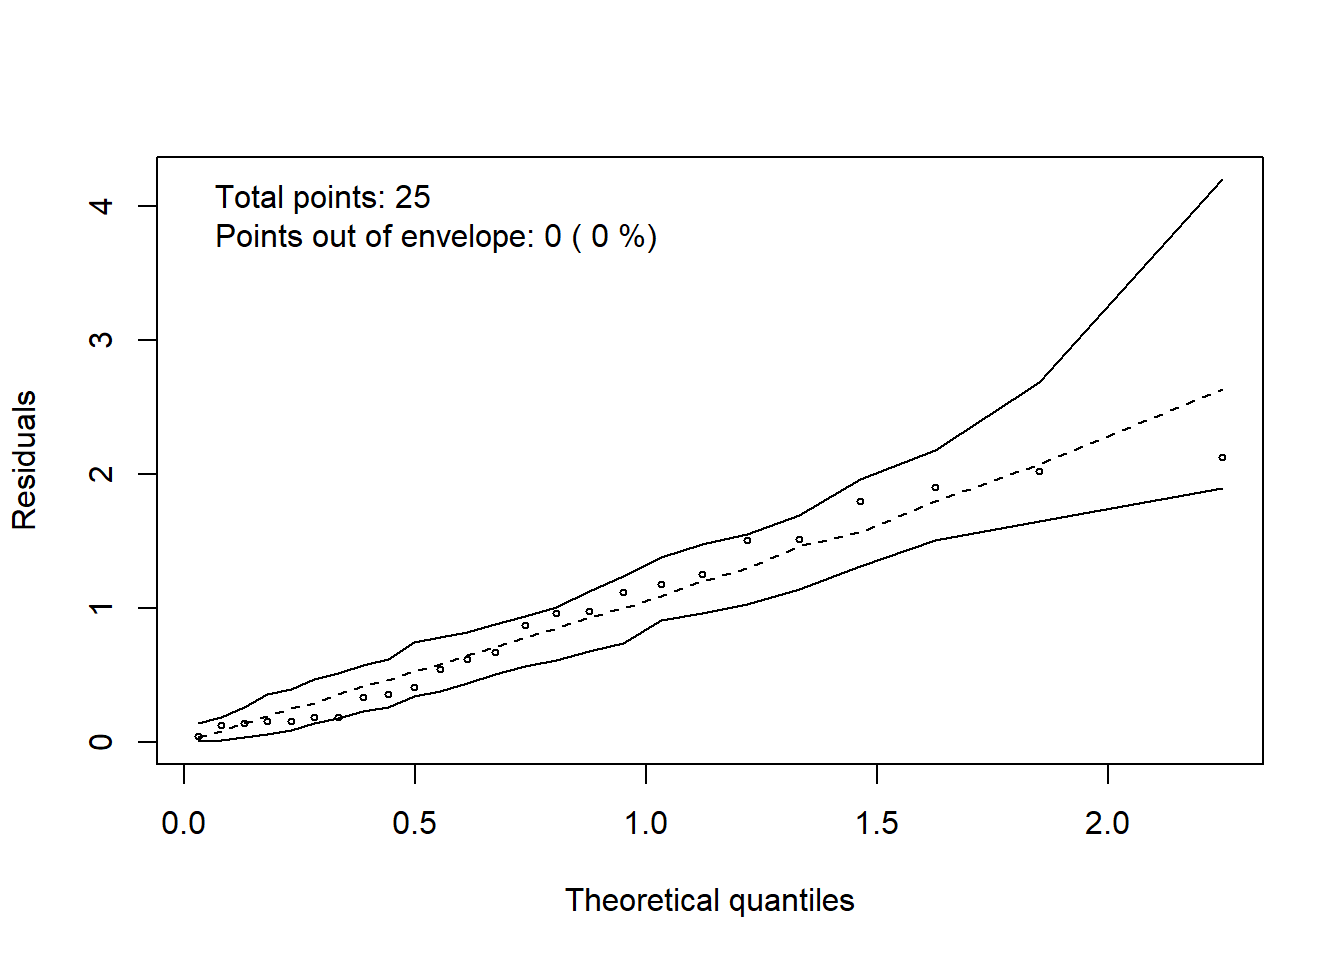 Total points: 25
Points out of envelope: 0 ( 0 %)
4
3
2
1
0
Residuals
0.0 0.5 1.0 1.5 2.0
Theoretical quantiles